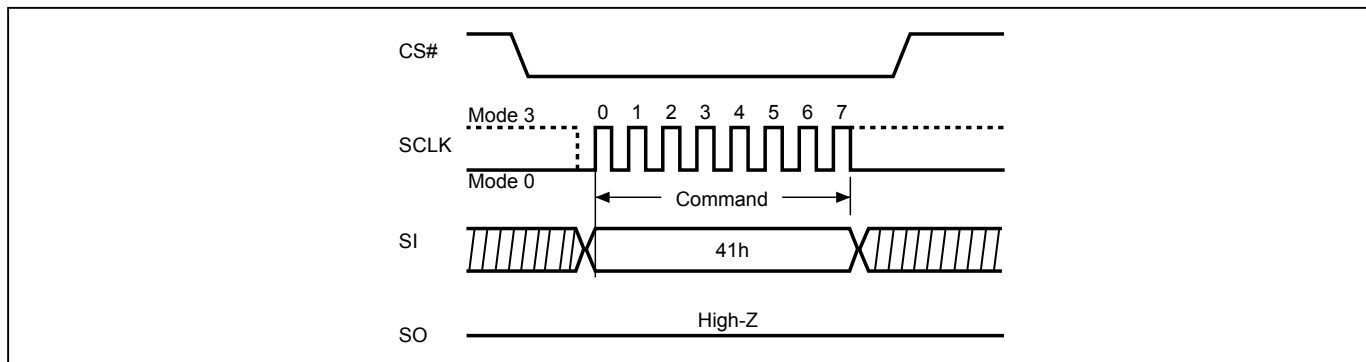 CS#
Mode 3
0 1 2 3 4 5 6 7
SCLK
Mode 0
Command
SI
41h
High-Z
SO